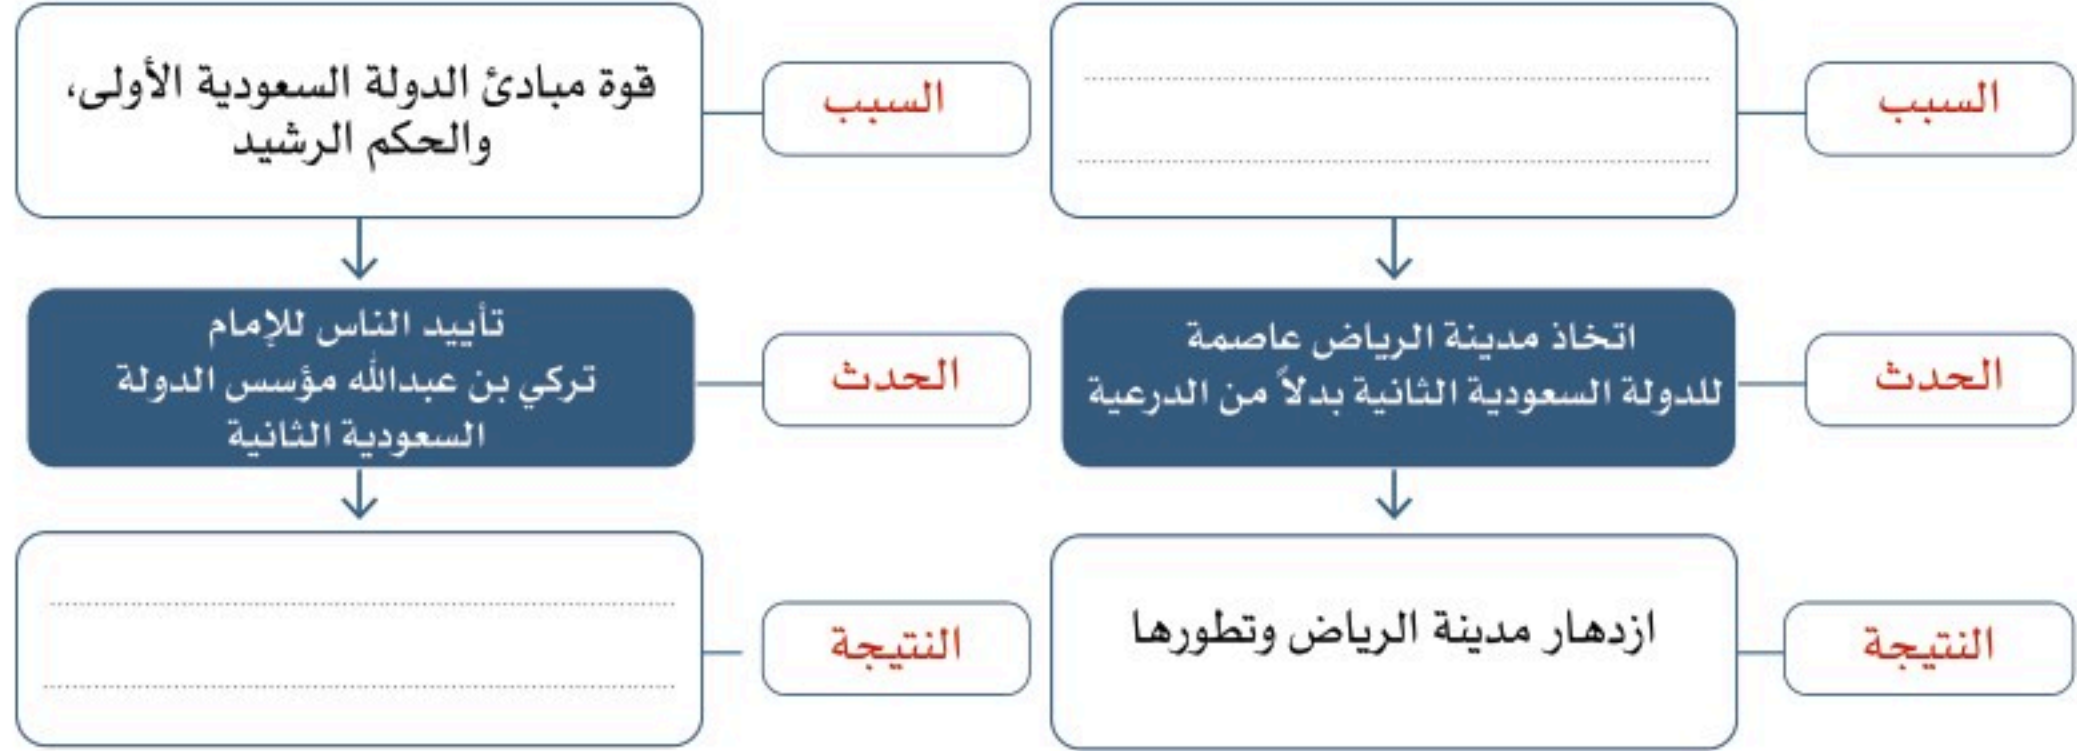 السبب
السبب
قوة مبادئ الدولة السعودية الأولى،
والحكم الرشيد
الحدث
اتخاذ مدينة الرياض عاصمة
للدولة السعودية الثانية بدلاً من الدرعية
الحدث
تأييد الناس للإمام
تركي بن عبدالله مؤسس الدولة
السعودية الثانية
النتيجة
ازدهار مدينة الرياض وتطورها
النتيجة